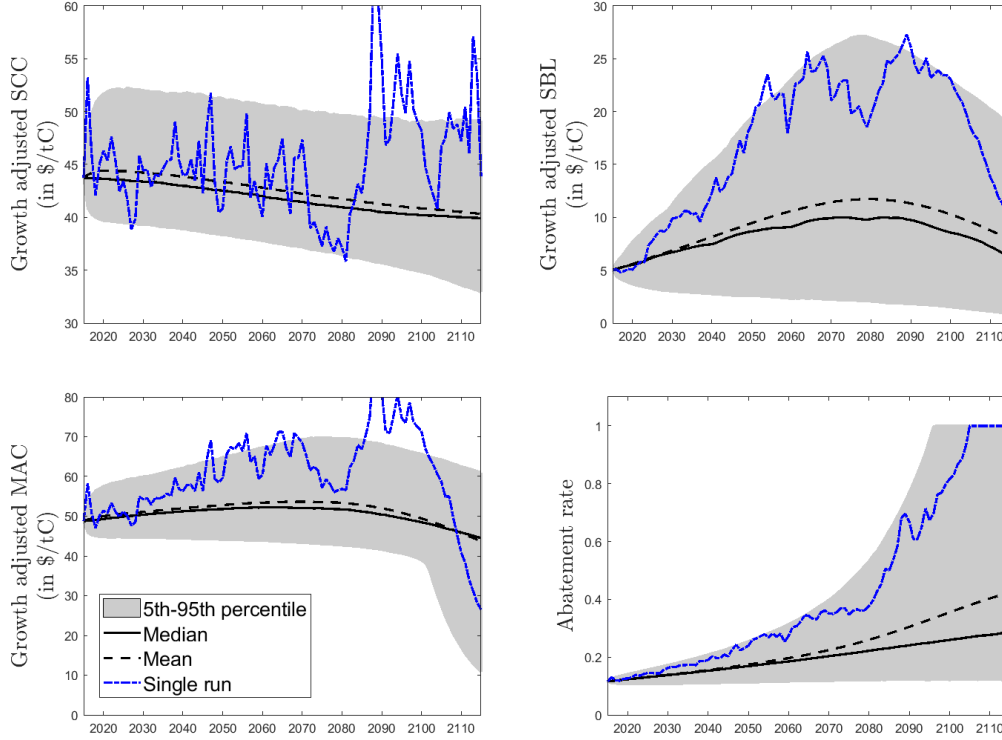 Growth adjusted SCC
(in $/tC)
60
55
50
45
40
35
30
2020 2030 2040 2050 2060 2070 2080 2090 2100 2110
Growth adjusted SBL
(in $/tC)
30
25
20
15
10
5
0
2020 2030 2040 2050 2060 2070 2080 2090 2100 2110
Growth adjusted MAC
(in $/tC)
80
70
60
50
40
30
20
10
0
5th-95th percentile
Median
Mean
Single run
2020 2030 2040 2050 2060 2070 2080 2090 2100 2110
Abatement rate
1
0.8
0.6
0.4
0.2
0
2020 2030 2040 2050 2060 2070 2080 2090 2100 2110